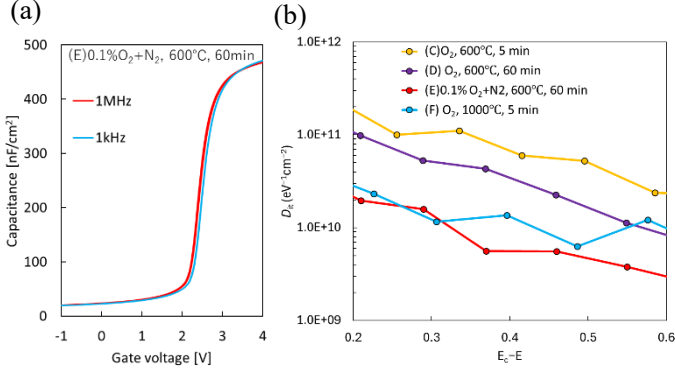 (a)
(E)0.1%O₂+N₂, 600℃, 60min
1MHz
1kHz
Capacitance [nF/cm²]
500
400
300
200
100
0
-1 0 1 2 3 4
Gate voltage [V]
(b)
(C)O₂, 600℃, 5 min
(D) O₂, 600℃, 60 min
(E)0.1% O₂+N2, 600℃, 60 min
(F) O₂, 1000℃, 5 min
Dit (eV⁻¹cm⁻²)
1.0E+12
1.0E+11
1.0E+10
1.0E+09
0.2 0.3 0.4 0.5 0.6
Ec−E